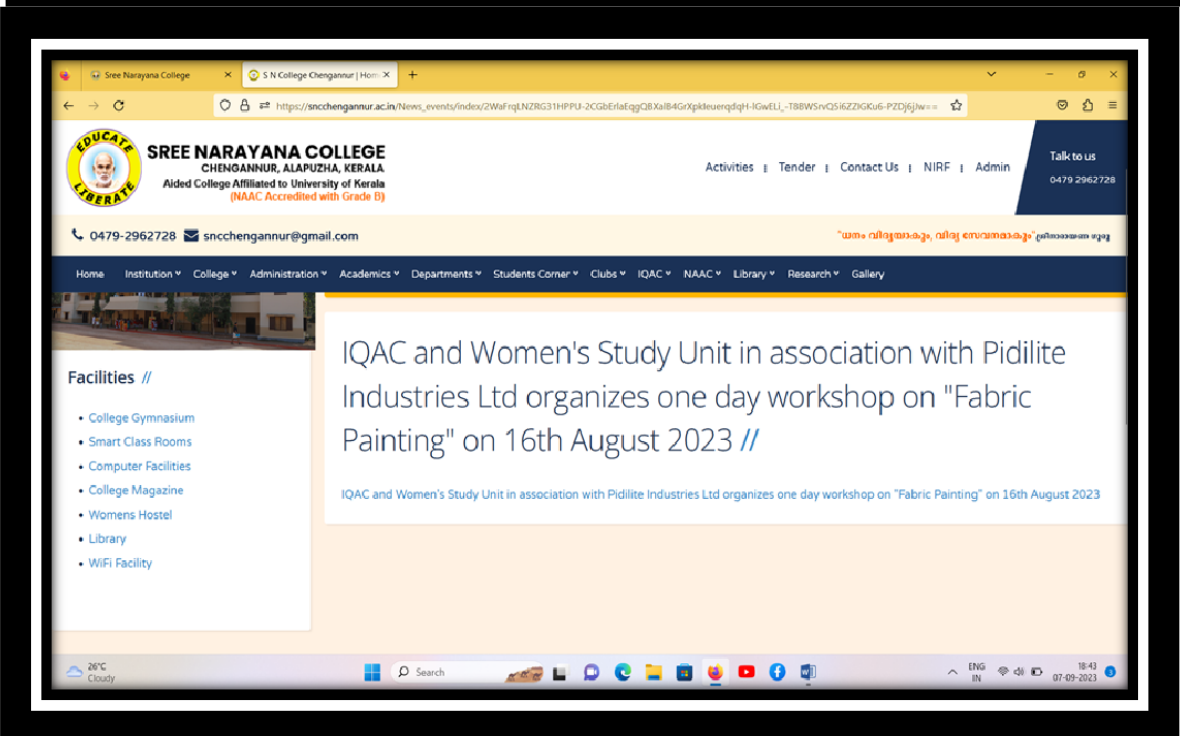 Sree Narayana College
S N College Chengannur | Hom
https://sncchengannur.ac.in/News_events/index/
EDUCATE
LIBERATE
SREE NARAYANA COLLEGE
CHENGANNUR, ALAPUZHA, KERALA
Aided College Affiliated to University of Kerala
(NAAC Accredited with Grade B)
Activities | Tender | Contact Us | NIRF | Admin
Talk to us
0479 2962728
0479-2962728 sncchengannur@gmail.com
"ധനം വിദ്യയാകും, വിദ്യ സേവനമാകും" ശ്രീനാരായണ ഗുരു
Home Institution College Administration Academics Departments Students Corner Clubs IQAC NAAC Library Research Gallery
IQAC and Women's Study Unit in association with Pidilite
Industries Ltd organizes one day workshop on "Fabric
Painting" on 16th August 2023 //
IQAC and Women's Study Unit in association with Pidilite Industries Ltd organizes one day workshop on "Fabric Painting" on 16th August 2023
Facilities //
• College Gymnasium
• Smart Class Rooms
• Computer Facilities
• College Magazine
• Womens Hostel
• Library
• WiFi Facility
26°C
Cloudy
Search
ENG
IN
18:43
07-09-2023